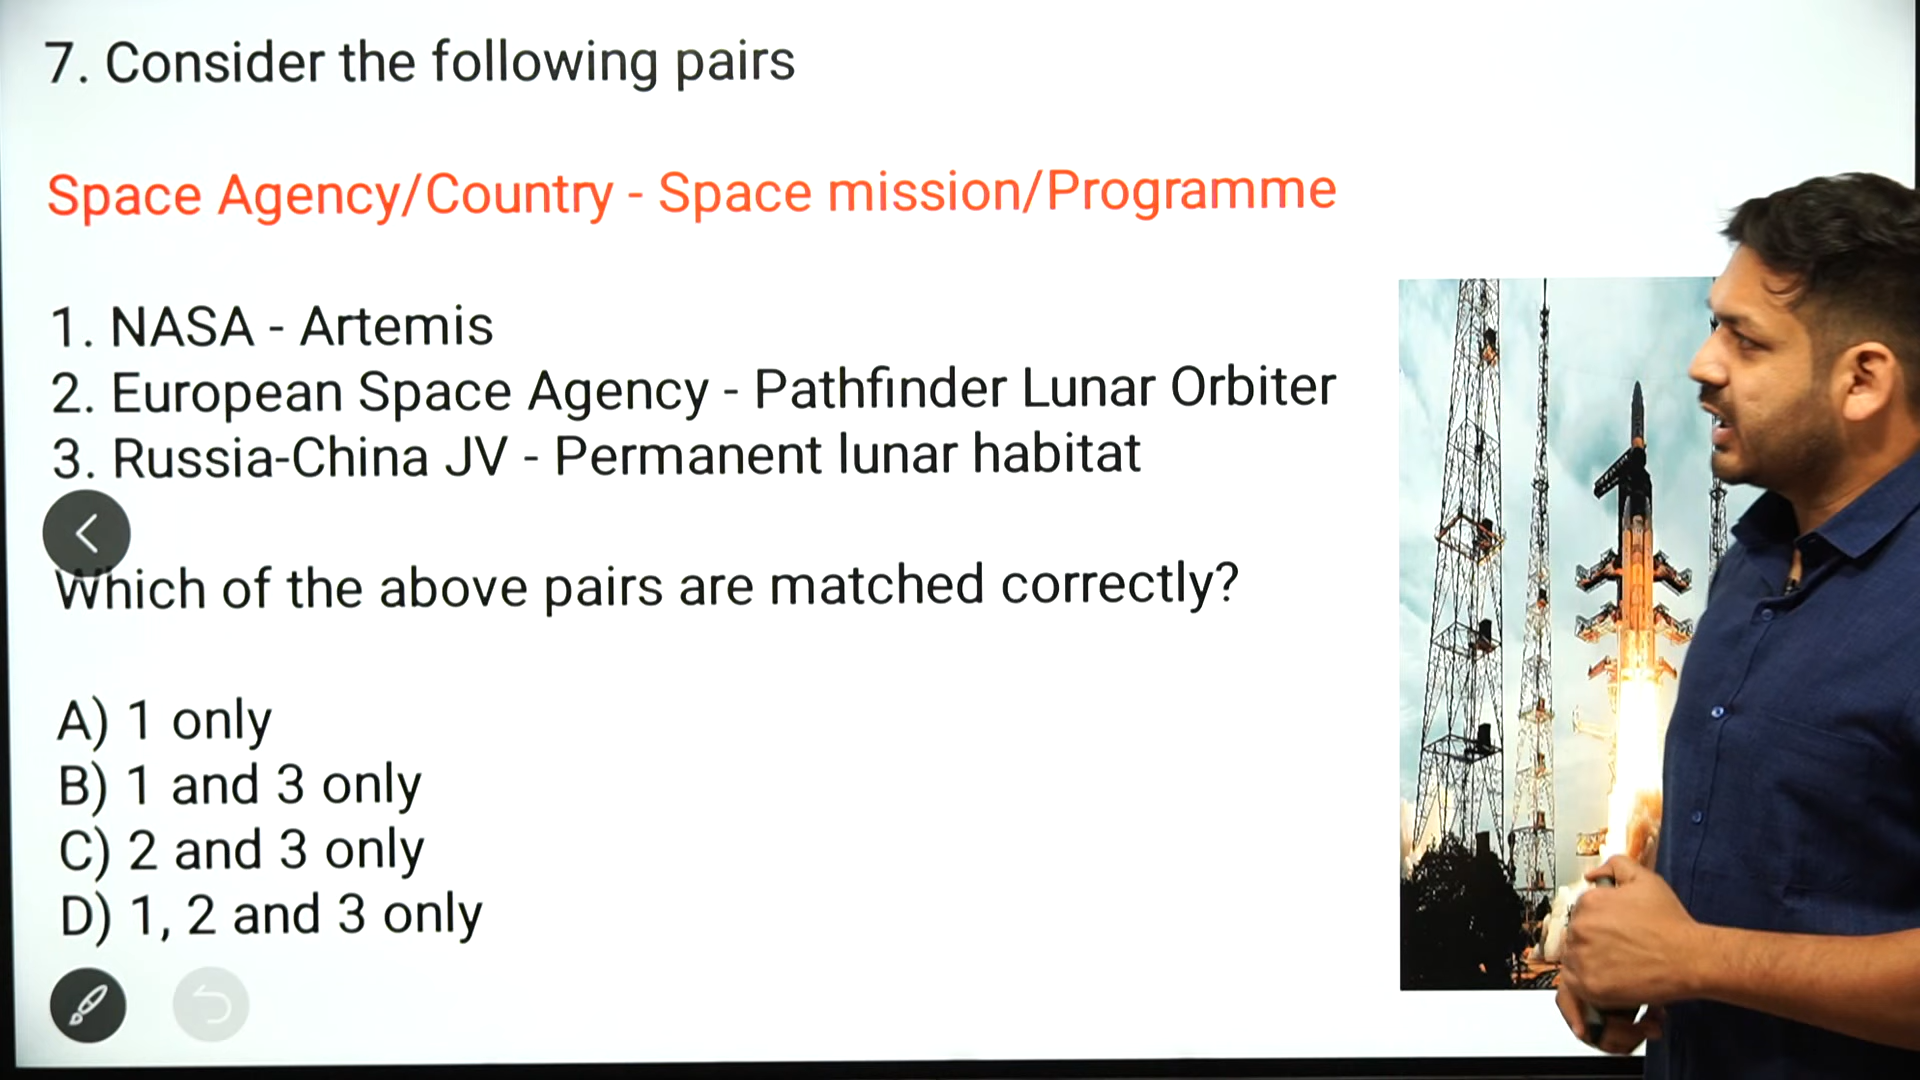 7. Consider the following pairs
Space Agency/Country - Space mission/Programme
1. NASA - Artemis
2. European Space Agency - Pathfinder Lunar Orbiter
3. Russia-China JV - Permanent lunar habitat
Which of the above pairs are matched correctly?
A) 1 only
B) 1 and 3 only
C) 2 and 3 only
D) 1, 2 and 3 only